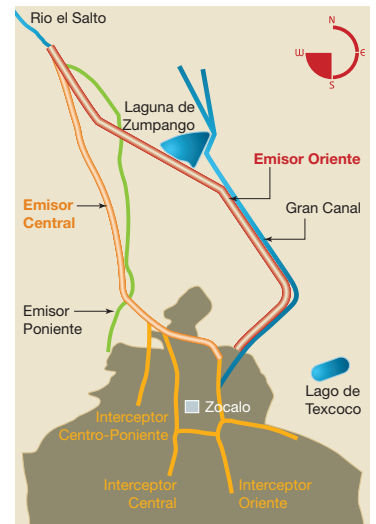 Rio el Salto
N
W
E
S
Laguna de
Zumpango
Emisor Oriente
Emisor
Central
Gran Canal
Emisor
Poniente
Lago de
Texcoco
Zocalo
Interceptor
Centro-Poniente
Interceptor
Central
Interceptor
Oriente